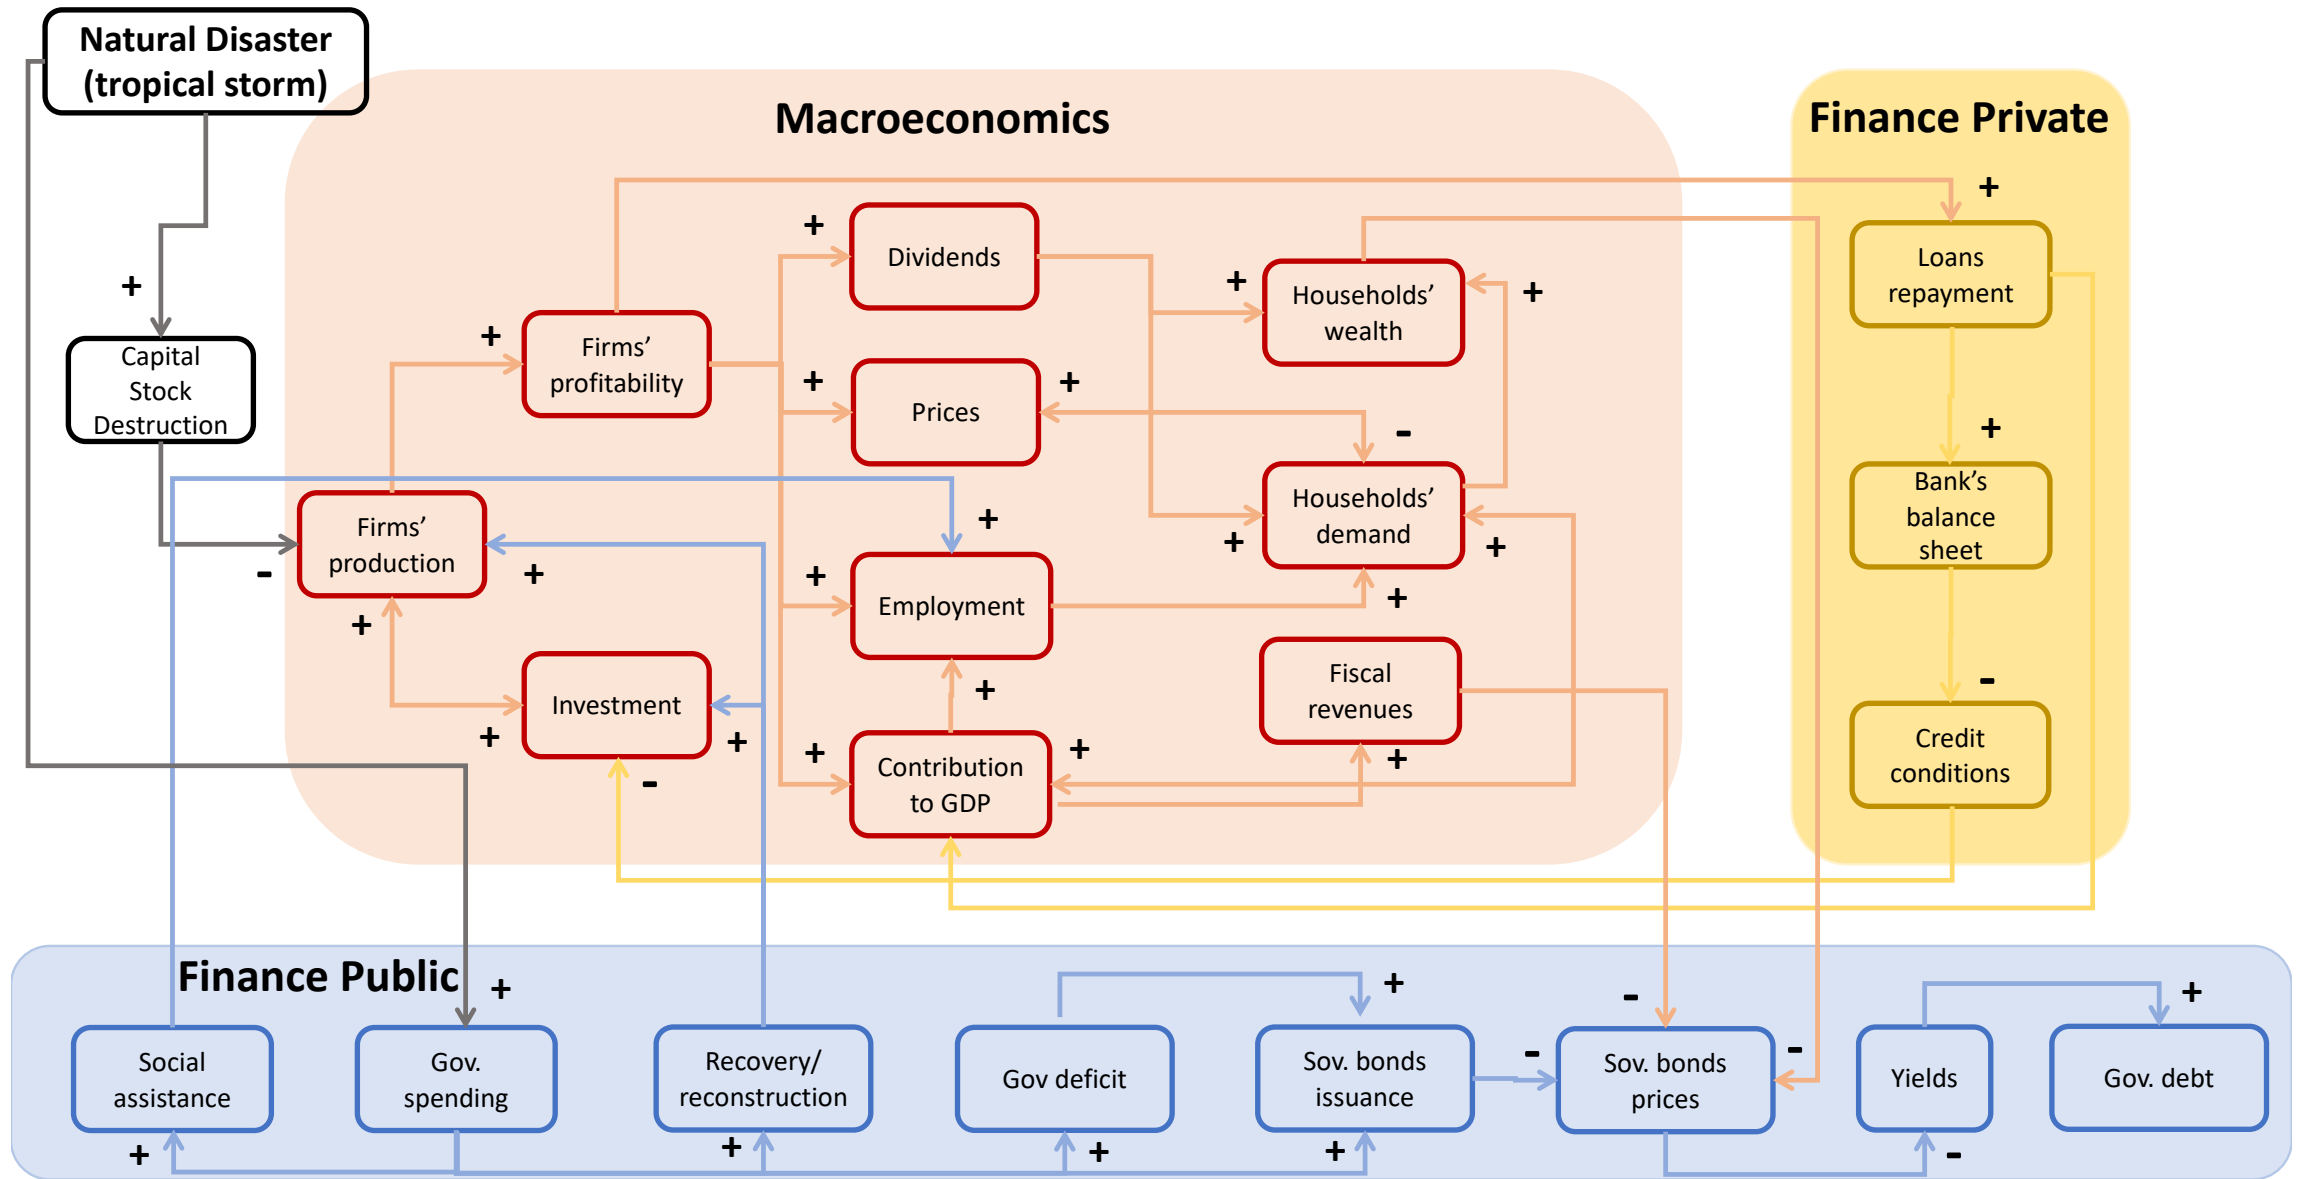 Natural Disaster
(tropical storm)
Macroeconomics
Finance Private
+
+
+
Dividends
Loans
repayment
+
+
+
Households'
wealth
+
Firms'
profitability
Capital
Stock
Destruction
+
+
Prices
+
-
Bank's
balance
sheet
Households'
demand
Firms'
production
+
-
+
+
+
+
Employment
+
+
Fiscal
revenues
-
+
Investment
+
+
-
+
+
+
Contribution
to GDP
Credit
conditions
Finance Public
+
+
-
+
-
-
Social
assistance
Gov.
spending
Recovery/
reconstruction
Gov deficit
Sov. bonds
issuance
Sov. bonds
prices
Yields
Gov. debt
+
+
+
+
-